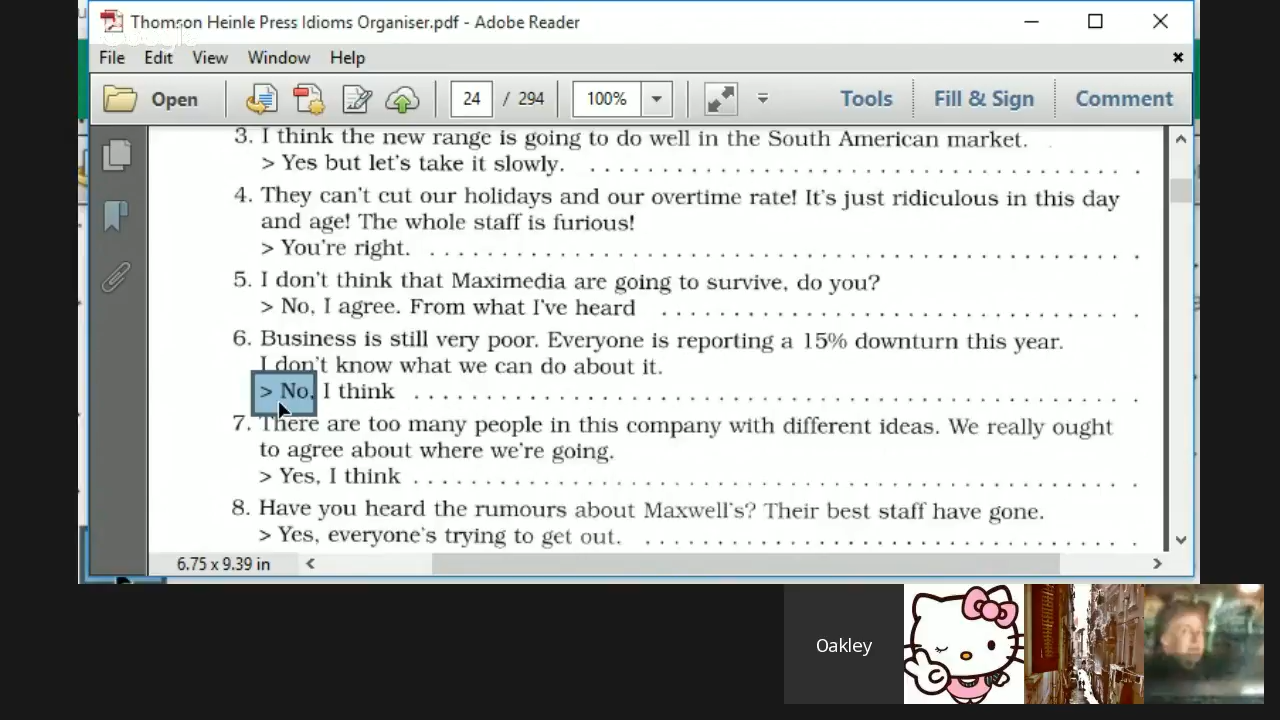 Thomson Heinle Press Idioms Organiser.pdf - Adobe Reader
Google
File Edit View Window Help
Open 24 / 294 100% Tools Fill & Sign Comment
3. I think the new range is going to do well in the South American market.
> Yes but let's take it slowly. . . . . . . . . . . . . . . . . . . . . . . . . . . . . . . . . . .
4. They can't cut our holidays and our overtime rate! It's just ridiculous in this day
and age! The whole staff is furious!
> You're right. . . . . . . . . . . . . . . . . . . . . . . . . . . . . . . . . . . . . . . . . . . .
5. I don't think that Maximedia are going to survive, do you?
> No, I agree. From what I've heard . . . . . . . . . . . . . . . . . . . . . . . . . . . . . .
6. Business is still very poor. Everyone is reporting a 15% downturn this year.
I don't know what we can do about it.
> No, I think . . . . . . . . . . . . . . . . . . . . . . . . . . . . . . . . . . . . . . . . . . . . .
7. There are too many people in this company with different ideas. We really ought
to agree about where we're going.
> Yes, I think . . . . . . . . . . . . . . . . . . . . . . . . . . . . . . . . . . . . . . . . . . . . .
8. Have you heard the rumours about Maxwell's? Their best staff have gone.
> Yes, everyone's trying to get out. . . . . . . . . . . . . . . . . . . . . . . . . . . . . . .
6.75 x 9.39 in
Oakley